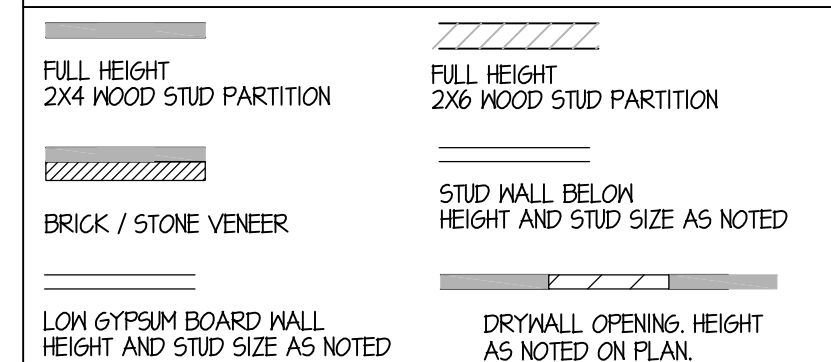 FULL HEIGHT
2X4 WOOD STUD PARTITION
FULL HEIGHT
2X6 WOOD STUD PARTITION
BRICK / STONE VENEER
STUD WALL BELOW
HEIGHT AND STUD SIZE AS NOTED
LOW GYPSUM BOARD WALL
HEIGHT AND STUD SIZE AS NOTED
DRYWALL OPENING. HEIGHT
AS NOTED ON PLAN.